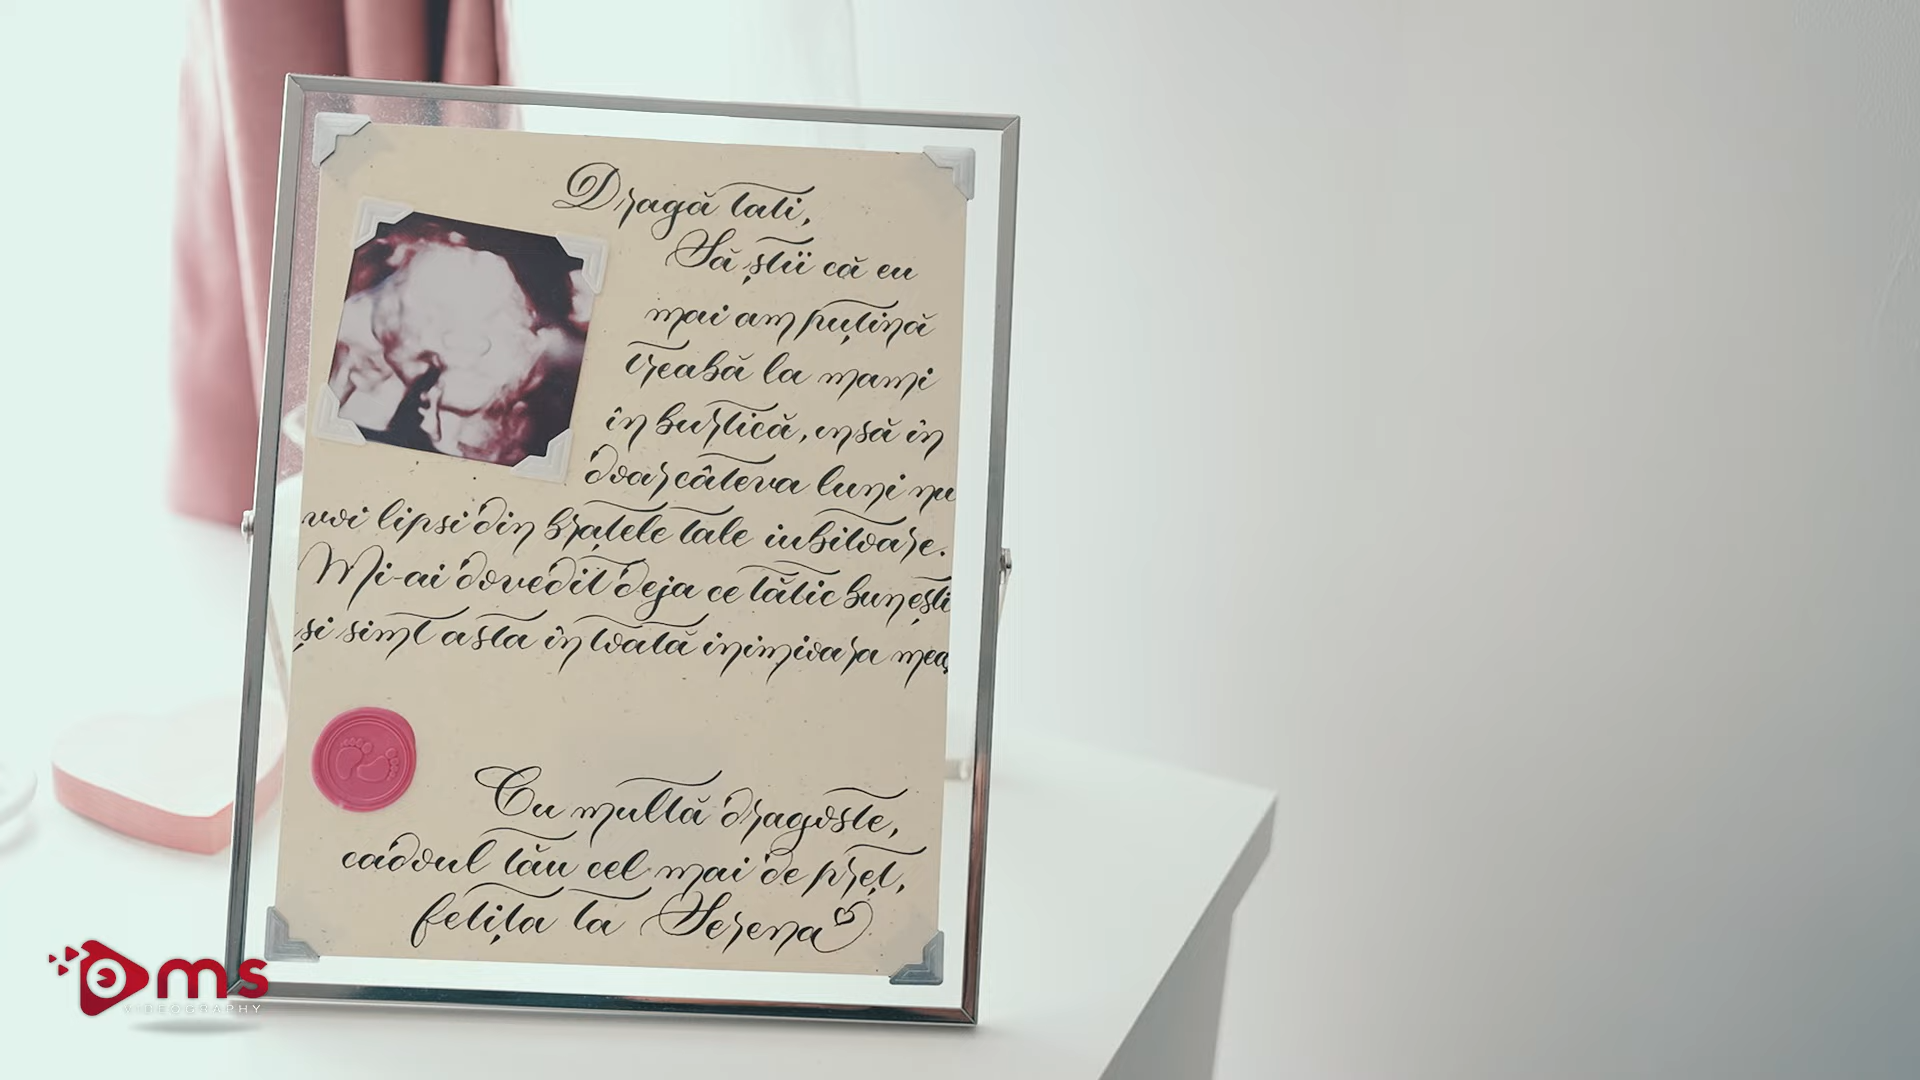 Dragă tati,
Să știi că eu
mai am puțină
treabă la mami
în burtică, însă în
doar câteva luni nu
voi lipsi din brațele tale iubitoare.
Mi-ai dovedit deja ce tătic bun ești
și simt asta în toată inimioara mea.
Cu multă dragoste,
cadoul tău cel mai de preț,
fetița ta Serena
ms
VIDEOGRAPHY